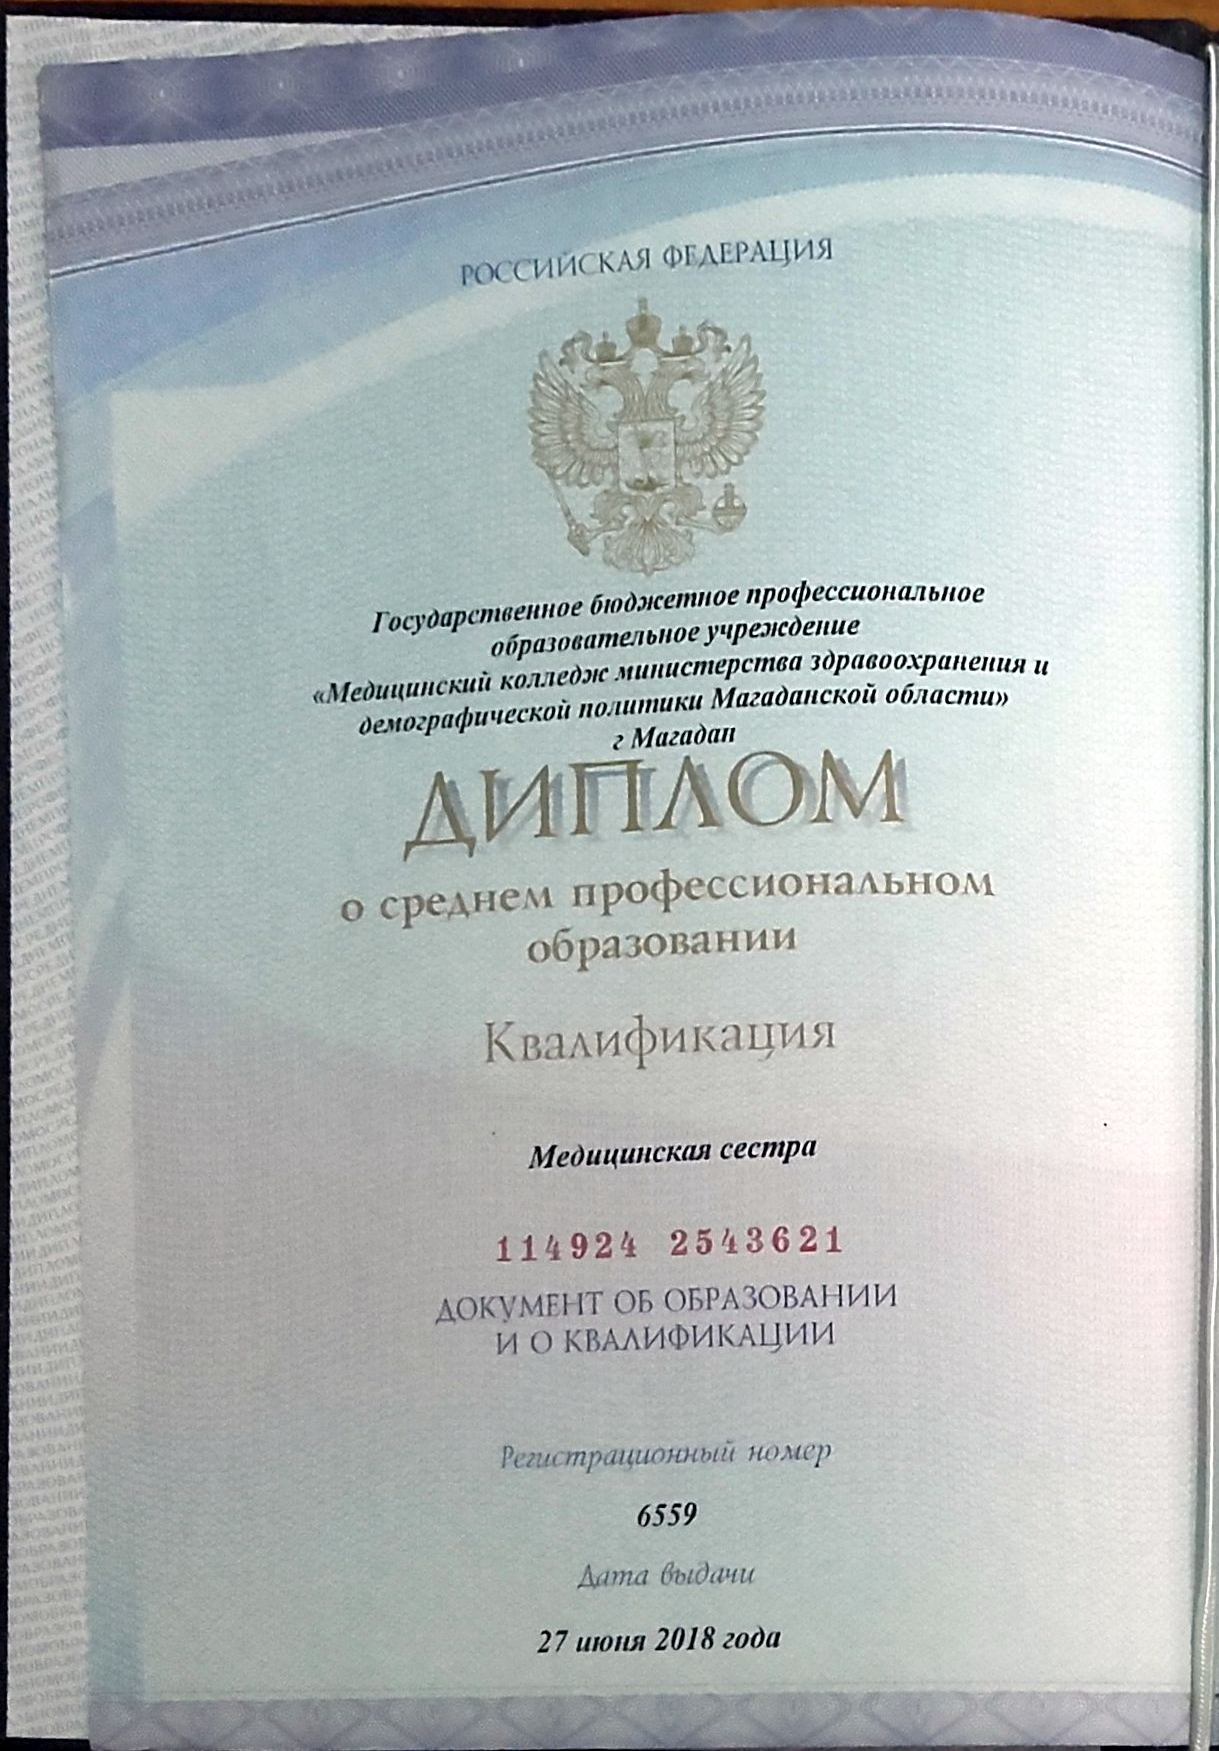 РОССИЙСКАЯ ФЕДЕРАЦИЯ
Государственное бюджетное профессиональное
образовательное учреждение
«Медицинский колледж министерства здравоохранения и
демографической политики Магаданской области»
г Магадан
ДИПЛОМ
о среднем профессиональном
образовании
Квалификация
Медицинская сестра
114924 2543621
ДОКУМЕНТ ОБ ОБРАЗОВАНИИ
И О КВАЛИФИКАЦИИ
Регистрационный номер
6559
Дата выдачи
27 июня 2018 года